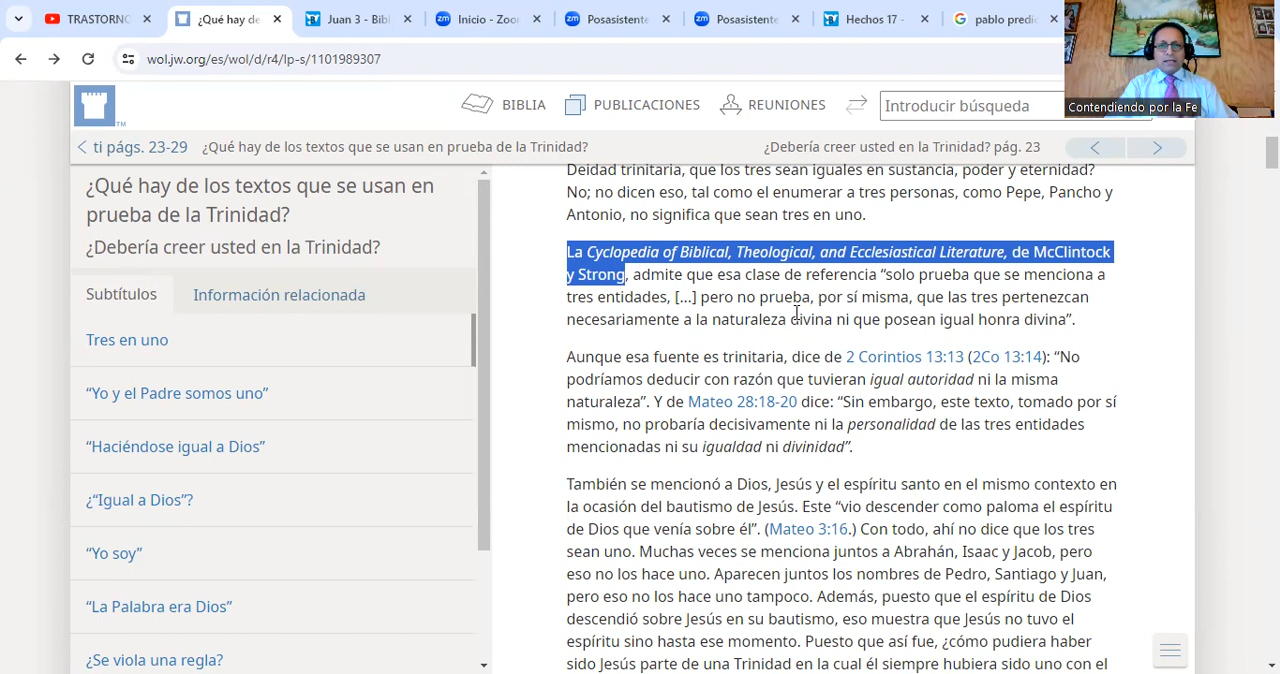 TRASTORNO
¿Qué hay de
Juan 3 - Bib
Inicio - Zoo
Posasistente
Posasistente
Hechos 17 -
pablo predi
wol.jw.org/es/wol/d/r4/lp-s/1101989307
Contendiendo por la Fe
BIBLIA
PUBLICACIONES
REUNIONES
Introducir búsqueda
TM
ti págs. 23-29
¿Qué hay de los textos que se usan en prueba de la Trinidad?
¿Debería creer usted en la Trinidad? pág. 23
¿Qué hay de los textos que se usan en
prueba de la Trinidad?
¿Debería creer usted en la Trinidad?
Subtítulos
Información relacionada
Tres en uno
“Yo y el Padre somos uno”
“Haciéndose igual a Dios”
¿“Igual a Dios”?
“Yo soy”
“La Palabra era Dios”
¿Se viola una regla?
Deidad trinitaria, que los tres sean iguales en sustancia, poder y eternidad?
No; no dicen eso, tal como el enumerar a tres personas, como Pepe, Pancho y
Antonio, no significa que sean tres en uno.
La Cyclopedia of Biblical, Theological, and Ecclesiastical Literature, de McClintock
y Strong, admite que esa clase de referencia “solo prueba que se menciona a
tres entidades, [...] pero no prueba, por sí misma, que las tres pertenezcan
necesariamente a la naturaleza divina ni que posean igual honra divina”.
Aunque esa fuente es trinitaria, dice de 2 Corintios 13:13 (2Co 13:14): “No
podríamos deducir con razón que tuvieran igual autoridad ni la misma
naturaleza”. Y de Mateo 28:18-20 dice: “Sin embargo, este texto, tomado por sí
mismo, no probaría decisivamente ni la personalidad de las tres entidades
mencionadas ni su igualdad ni divinidad”.
También se mencionó a Dios, Jesús y el espíritu santo en el mismo contexto en
la ocasión del bautismo de Jesús. Este “vio descender como paloma el espíritu
de Dios que venía sobre él”. (Mateo 3:16.) Con todo, ahí no dice que los tres
sean uno. Muchas veces se menciona juntos a Abrahán, Isaac y Jacob, pero
eso no los hace uno. Aparecen juntos los nombres de Pedro, Santiago y Juan,
pero eso no los hace uno tampoco. Además, puesto que el espíritu de Dios
descendió sobre Jesús en su bautismo, eso muestra que Jesús no tuvo el
espíritu sino hasta ese momento. Puesto que así fue, ¿cómo pudiera haber
sido Jesús parte de una Trinidad en la cual él siempre hubiera sido uno con el